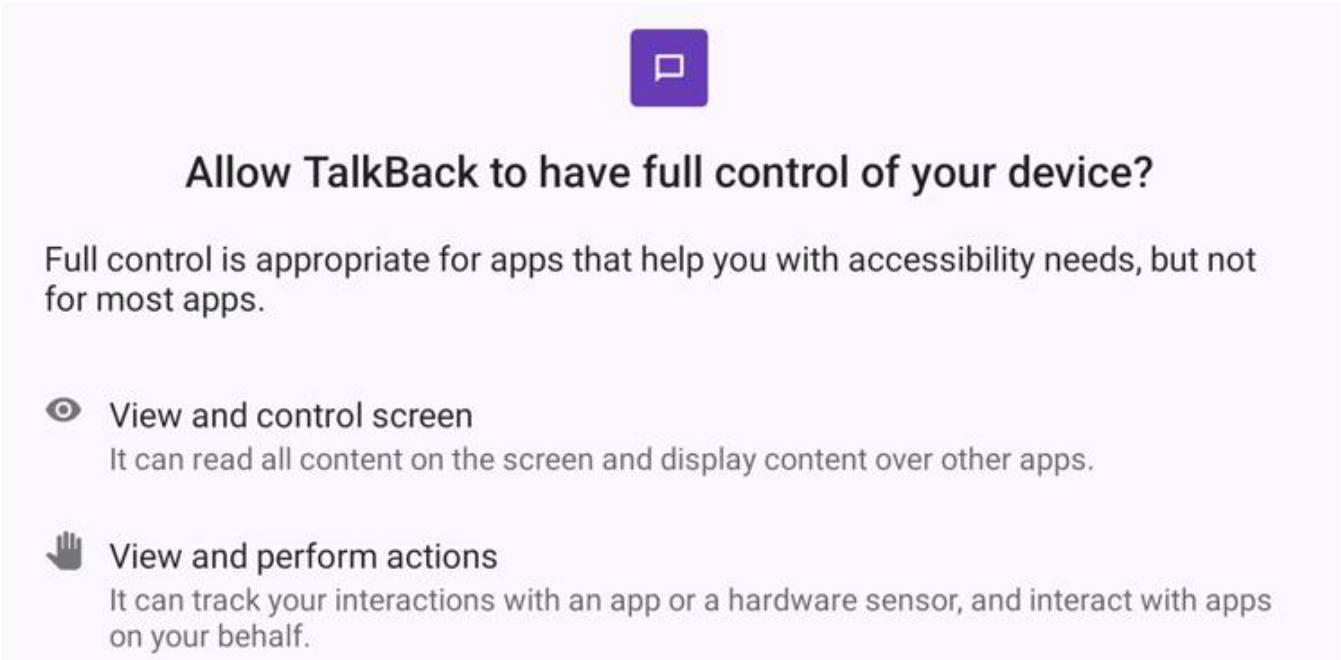 Allow TalkBack to have full control of your device?
Full control is appropriate for apps that help you with accessibility needs, but not
for most apps.
View and control screen
It can read all content on the screen and display content over other apps.
View and perform actions
It can track your interactions with an app or a hardware sensor, and interact with apps
on your behalf.